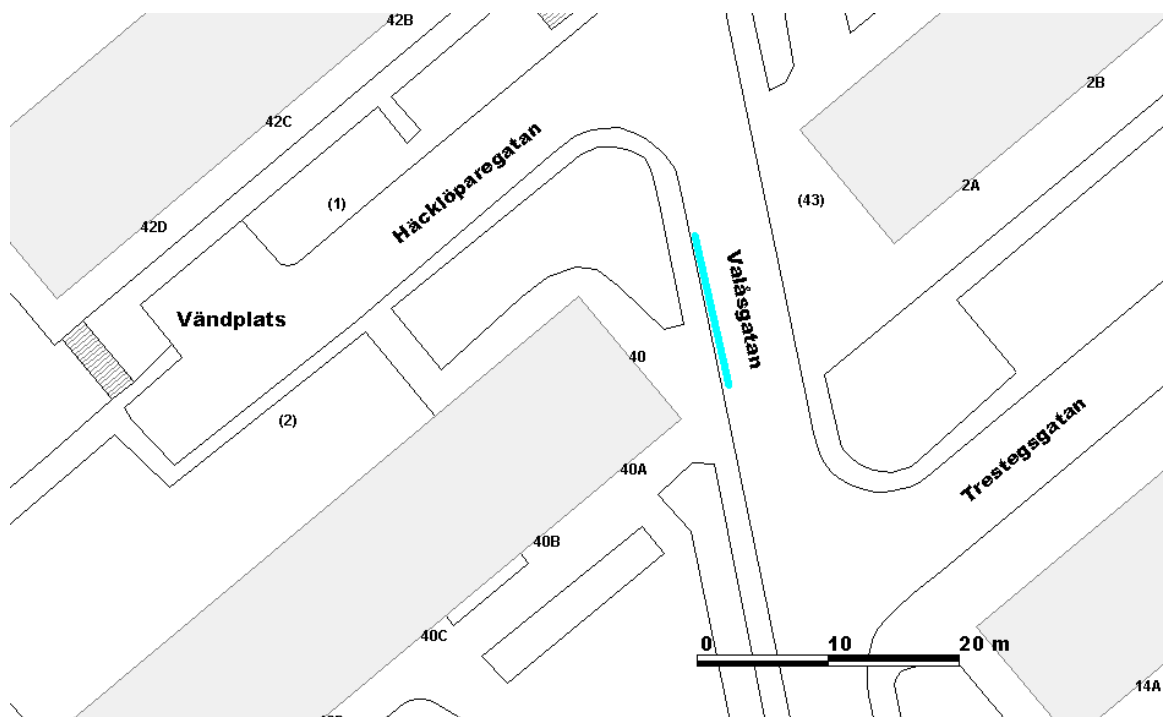 42B
2B
42C
Häcklöparegatan
2A
(1)
(43)
42D
Valåsgatan
Vändplats
40
(2)
Trestegsgatan
40A
40B
40C
0 10 20 m
14A